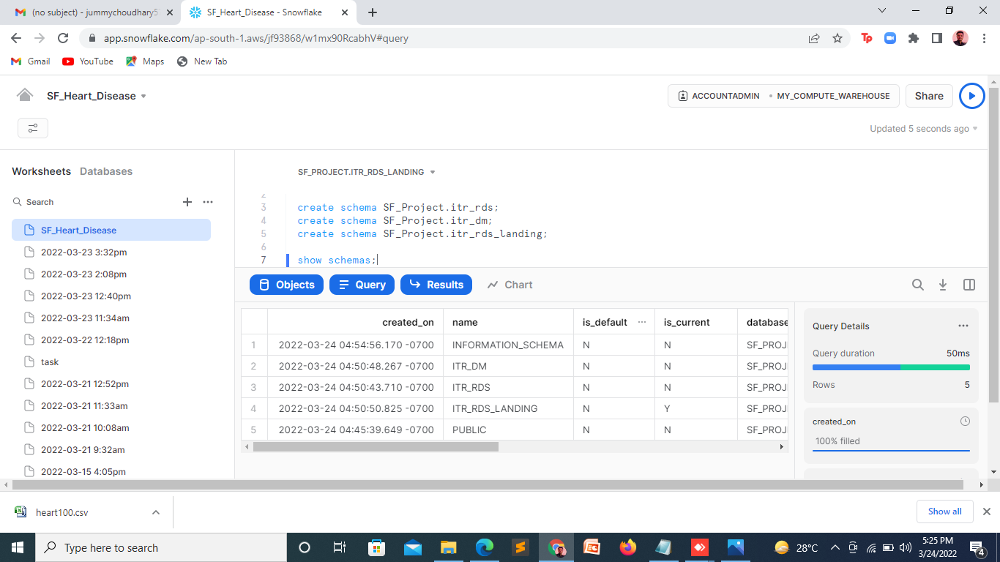 (no subject) - jummychoudhary5
SF_Heart_Disease - Snowflake
app.snowflake.com/ap-south-1.aws/jf93868/w1mx90RcabhV#query
Tp
Gmail YouTube Maps New Tab
SF_Heart_Disease
ACCOUNTADMIN MY_COMPUTE_WAREHOUSE Share
Updated 5 seconds ago
Worksheets Databases
Search
SF_Heart_Disease
2022-03-23 3:32pm
2022-03-23 2:08pm
2022-03-23 12:40pm
2022-03-23 11:34am
2022-03-22 12:18pm
task
2022-03-21 12:52pm
2022-03-21 11:33am
2022-03-21 10:08am
2022-03-21 9:32am
2022-03-15 4:05pm
SF_PROJECT.ITR_RDS_LANDING
2
3 create schema SF_Project.itr_rds;
4 create schema SF_Project.itr_dm;
5 create schema SF_Project.itr_rds_landing;
6
7 show schemas;
Objects Query Results Chart
created_on name is_default ... is_current database
1 2022-03-24 04:54:56.170 -0700 INFORMATION_SCHEMA N N SF_PROJ
2 2022-03-24 04:50:48.267 -0700 ITR_DM N N SF_PROJ
3 2022-03-24 04:50:43.710 -0700 ITR_RDS N N SF_PROJ
4 2022-03-24 04:50:50.825 -0700 ITR_RDS_LANDING N Y SF_PROJ
5 2022-03-24 04:45:39.649 -0700 PUBLIC N N SF_PROJ
Query Details
Query duration 50ms
Rows 5
created_on
100% filled
heart100.csv
Show all
Type here to search
28°C
5:25 PM
3/24/2022
4